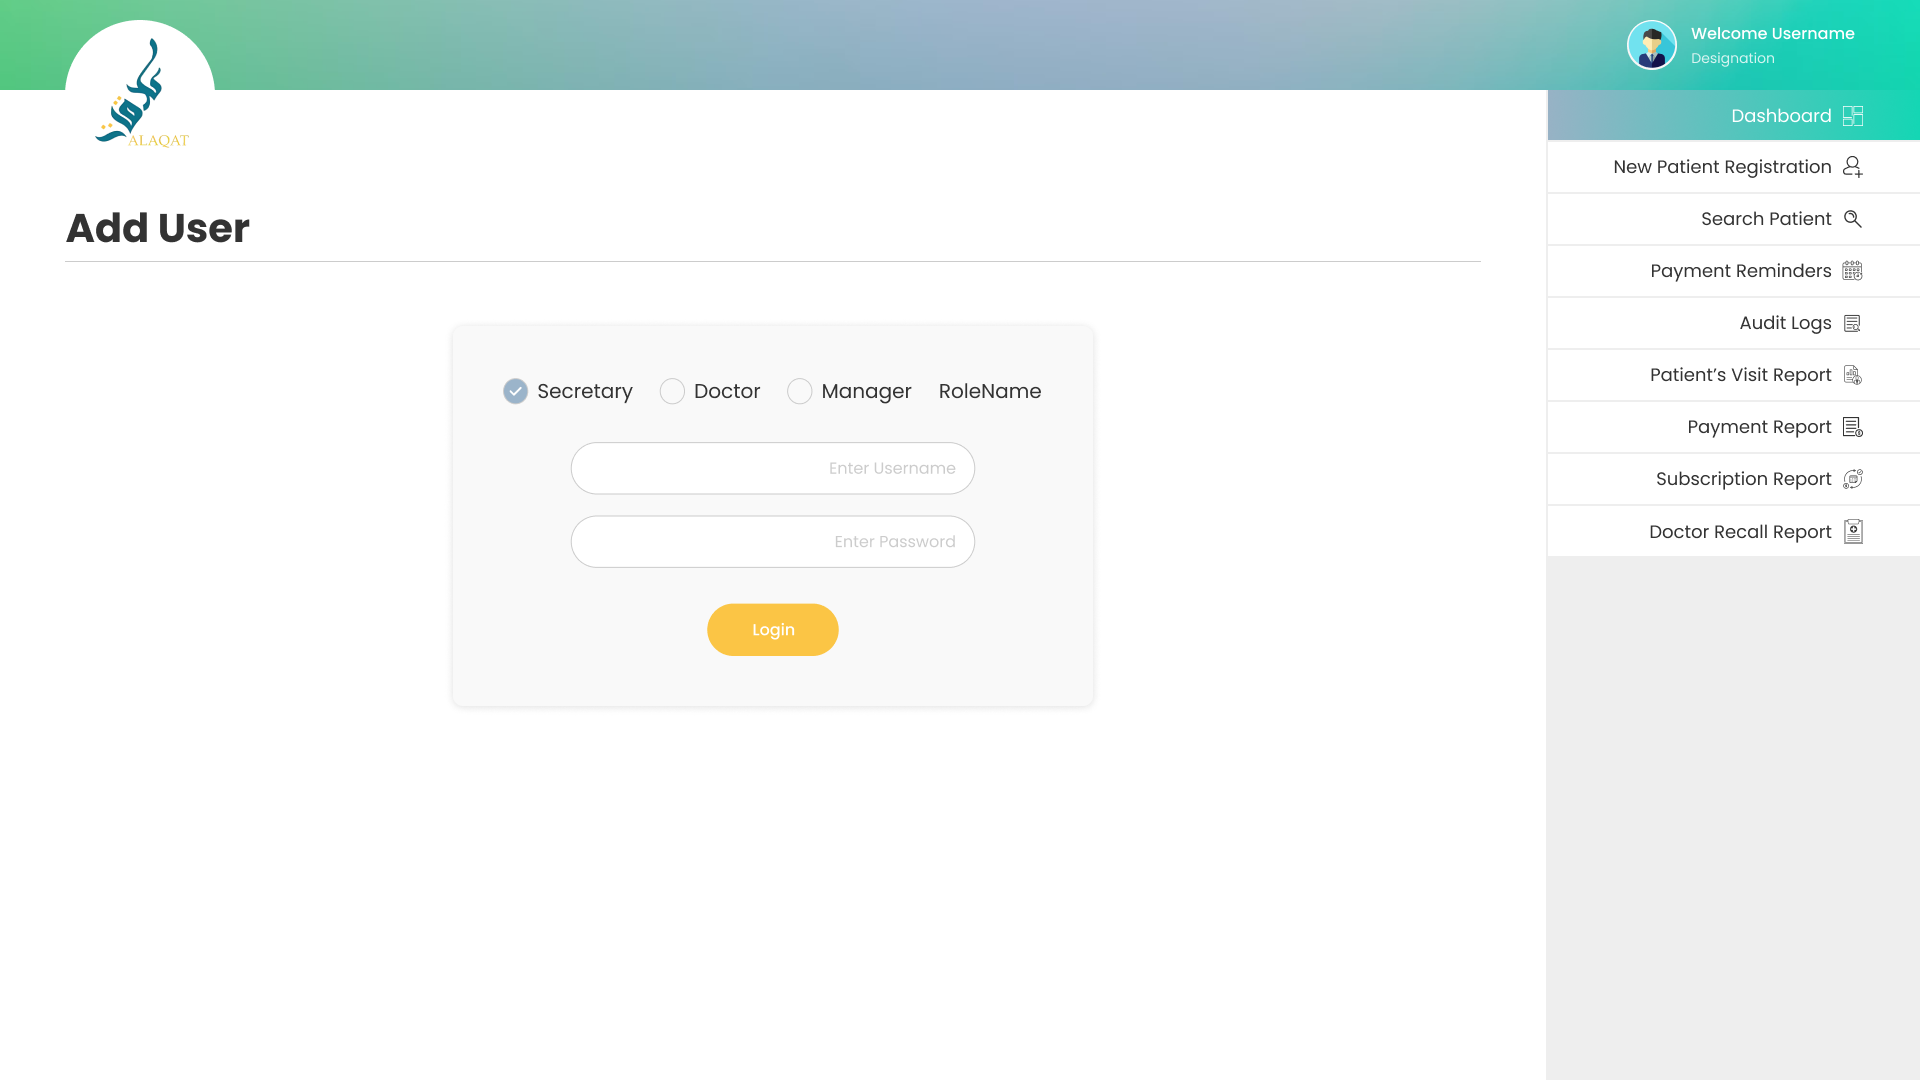 Welcome Username
Designation
ALAQAT
Dashboard
New Patient Registration
Search Patient
Payment Reminders
Audit Logs
Patient’s Visit Report
Payment Report
Subscription Report
Doctor Recall Report
Add User
Secretary Doctor Manager RoleName
Enter Username
Enter Password
Login